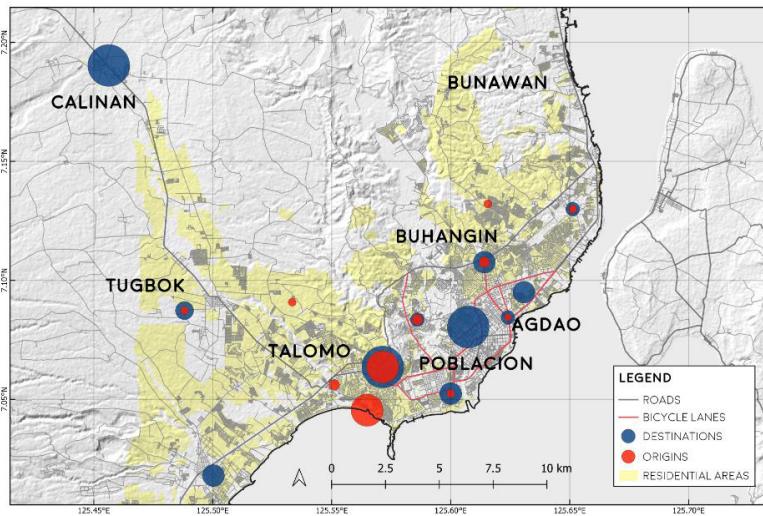 7.20°N
7.15°N
7.10°N
7.05°N
CALINAN
BUNAWAN
BUHANGIN
TUGBOK
AGDAO
TALOMO
POBLACION
LEGEND
ROADS
BICYCLE LANES
DESTINATIONS
ORIGINS
RESIDENTIAL AREAS
0 2.5 5 7.5 10 km
125.45°E 125.50°E 125.55°E 125.60°E 125.65°E 125.70°E